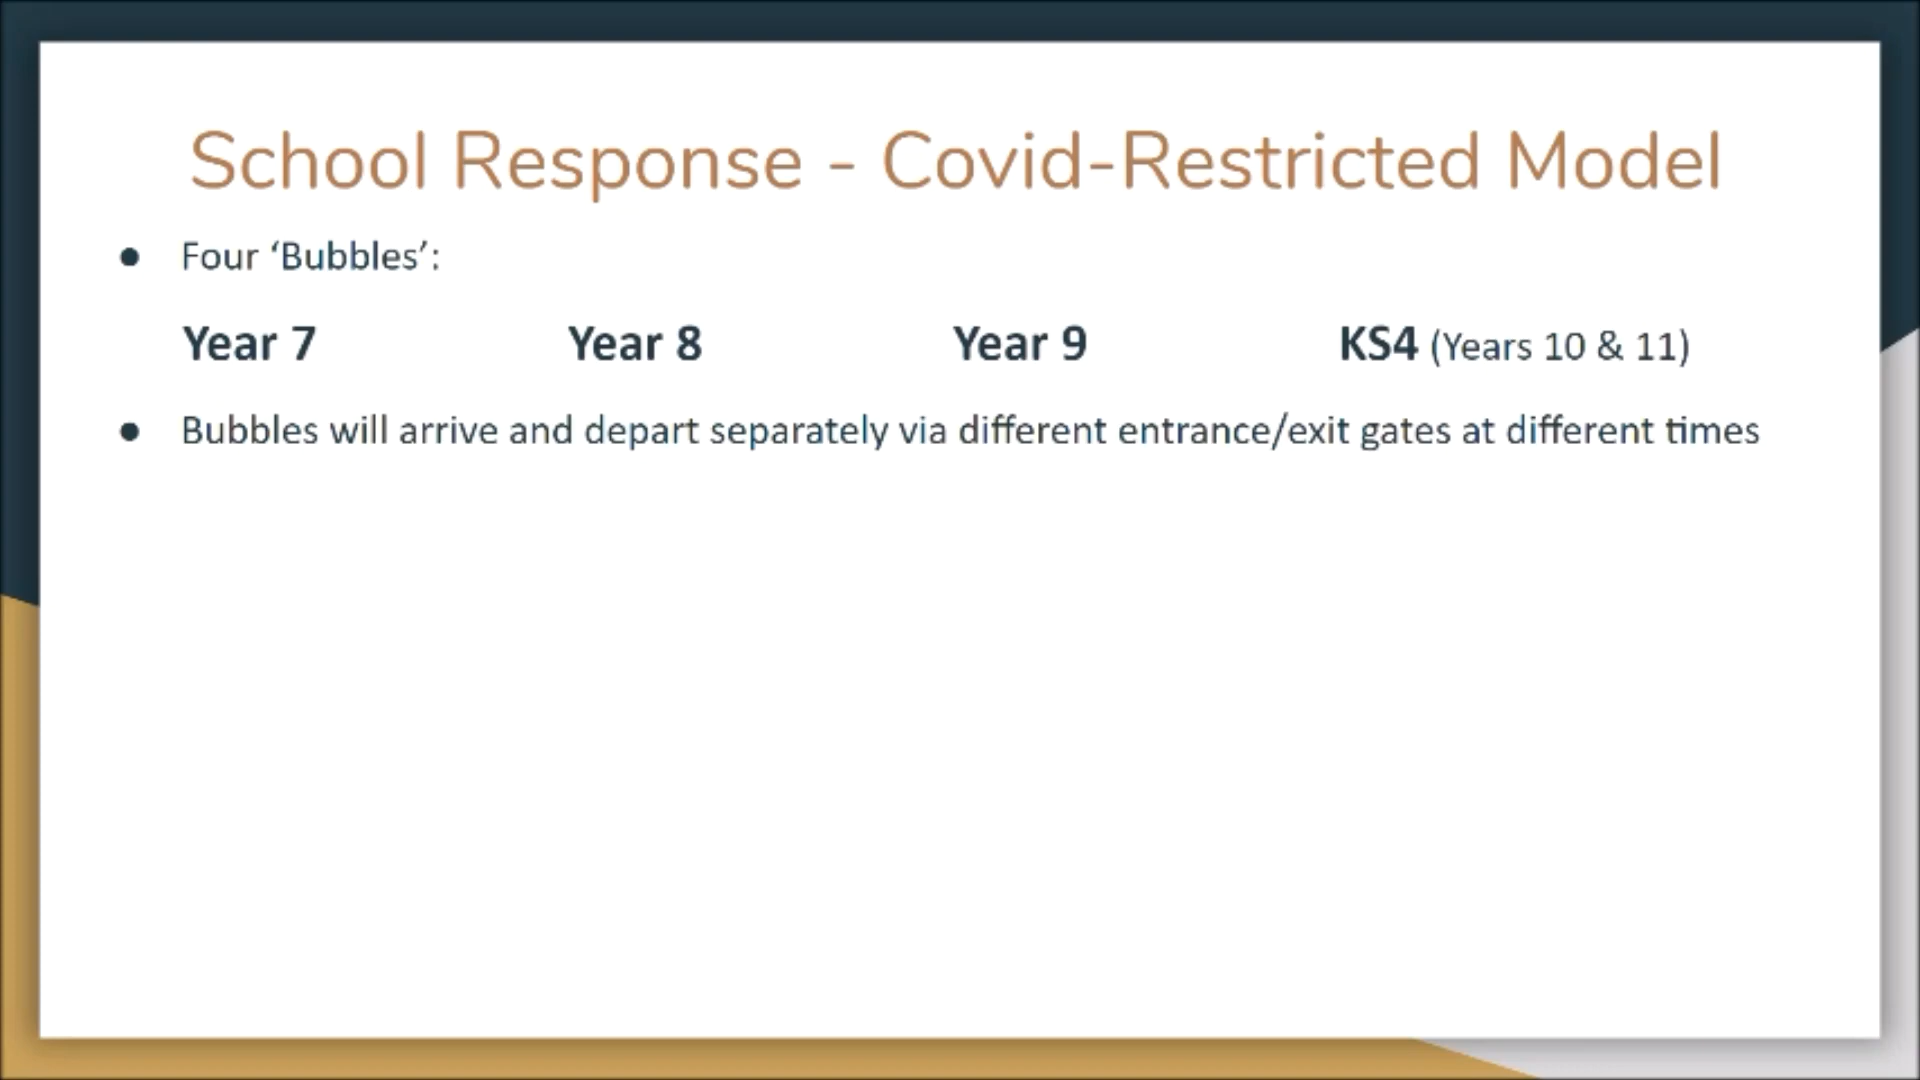 School Response - Covid-Restricted Model
● Four ‘Bubbles’:
Year 7 Year 8 Year 9 KS4 (Years 10 & 11)
● Bubbles will arrive and depart separately via different entrance/exit gates at different times